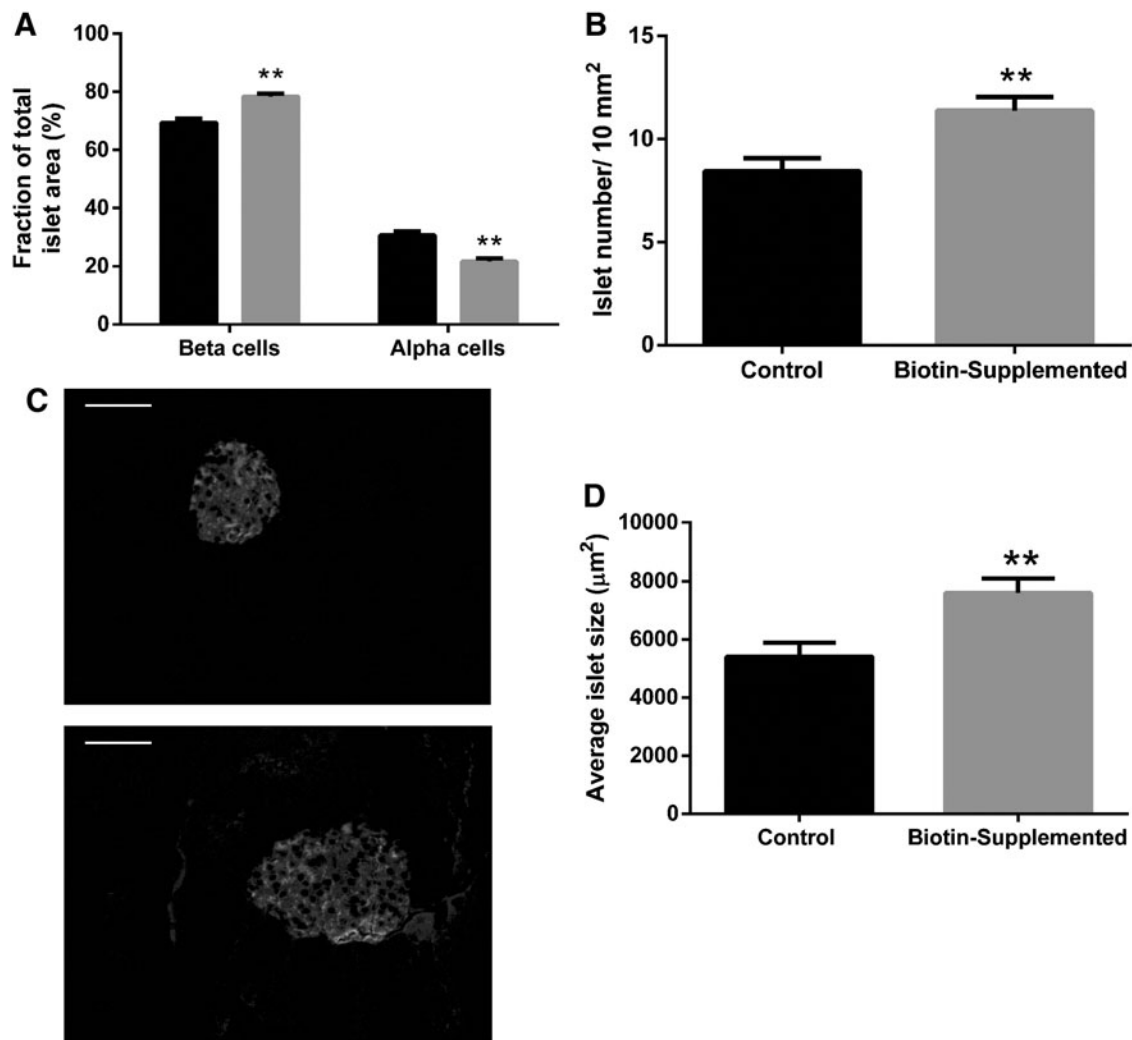 A
Fraction of total
islet area (%)
100
80
60
40
20
0
**
**
Beta cells
Alpha cells
B
Islet number/ 10 mm²
15
10
5
0
**
Control
Biotin-Supplemented
C
D
Average islet size (μm²)
10000
8000
6000
4000
2000
0
**
Control
Biotin-Supplemented